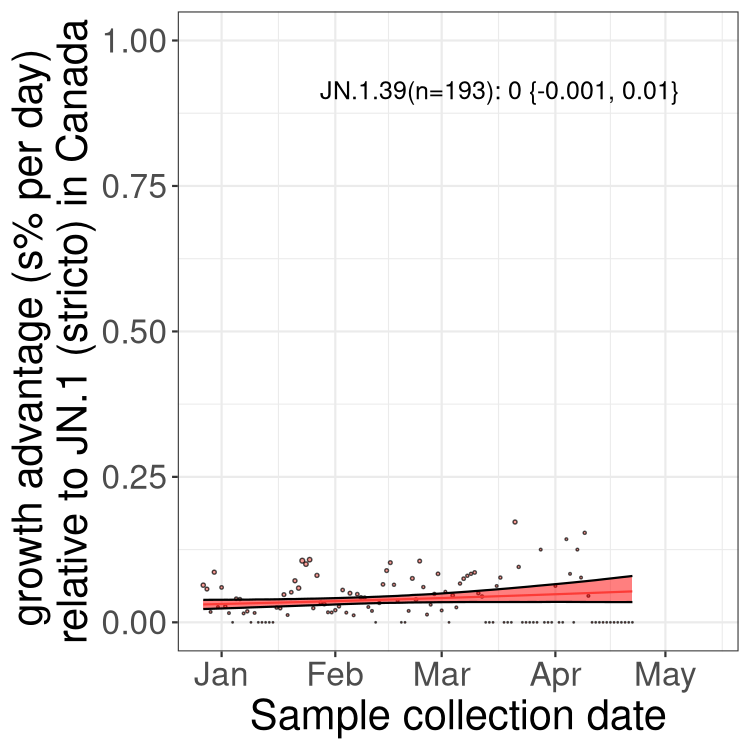 growth advantage (s% per day)
relative to JN.1 (stricto) in Canada
1.00
0.75
0.50
0.25
0.00
JN.1.39(n=193): 0 {-0.001, 0.01}
Jan Feb Mar Apr May
Sample collection date